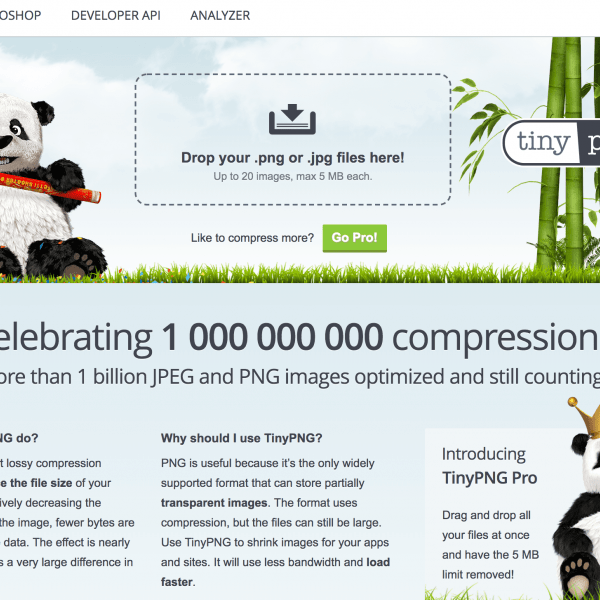 OSHOP DEVELOPER API ANALYZER
Drop your .png or .jpg files here!
Up to 20 images, max 5 MB each.
tiny p
Like to compress more? Go Pro!
elebrating 1 000 000 000 compression
ore than 1 billion JPEG and PNG images optimized and still counting
NG do?
t lossy compression
e the file size of your
tively decreasing the
the image, fewer bytes are
data. The effect is nearly
s a very large difference in
Why should I use TinyPNG?
PNG is useful because it's the only widely
supported format that can store partially
transparent images. The format uses
compression, but the files can still be large.
Use TinyPNG to shrink images for your apps
and sites. It will use less bandwidth and load
faster.
Introducing
TinyPNG Pro
Drag and drop all
your files at once
and have the 5 MB
limit removed!